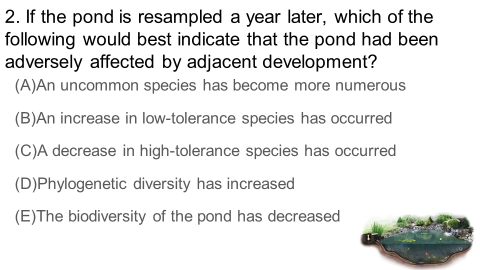 2. If the pond is resampled a year later, which of the
following would best indicate that the pond had been
adversely affected by adjacent development?
(A)An uncommon species has become more numerous
(B)An increase in low-tolerance species has occurred
(C)A decrease in high-tolerance species has occurred
(D)Phylogenetic diversity has increased
(E)The biodiversity of the pond has decreased